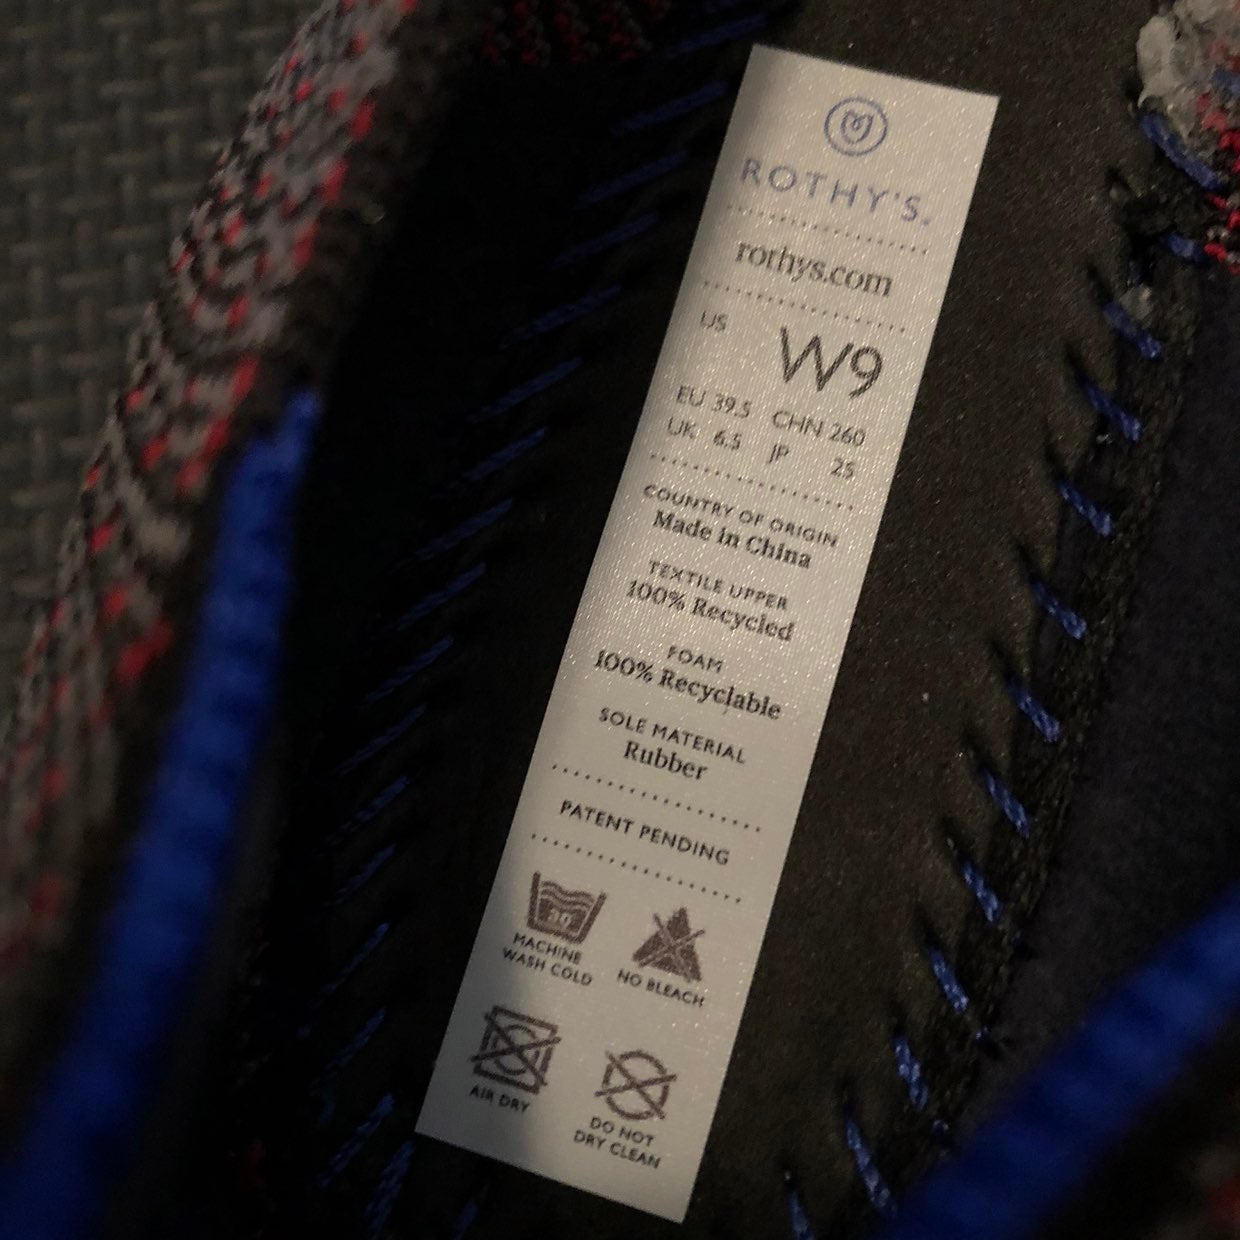 ROTHY'S.
rothys.com
US W9
EU 39.5 CHN 260
UK 6.5 JP 25
COUNTRY OF ORIGIN
Made in China
TEXTILE UPPER
100% Recycled
FOAM
100% Recyclable
SOLE MATERIAL
Rubber
PATENT PENDING
30
MACHINE
WASH COLD
NO BLEACH
AIR DRY
DO NOT
DRY CLEAN